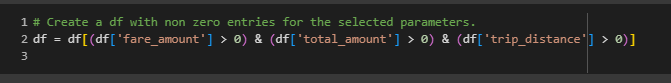 1 # Create a df with non zero entries for the selected parameters.
2 df = df[(df['fare_amount'] > 0) & (df['total_amount'] > 0) & (df['trip_distance'] > 0)]
3